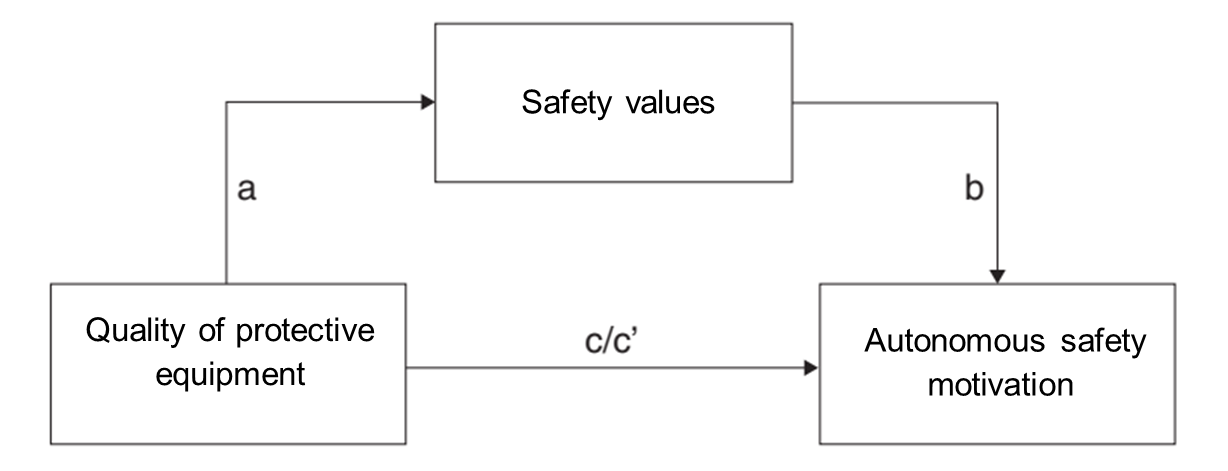 Safety values
a
b
Quality of protective
equipment
c/c’
Autonomous safety
motivation